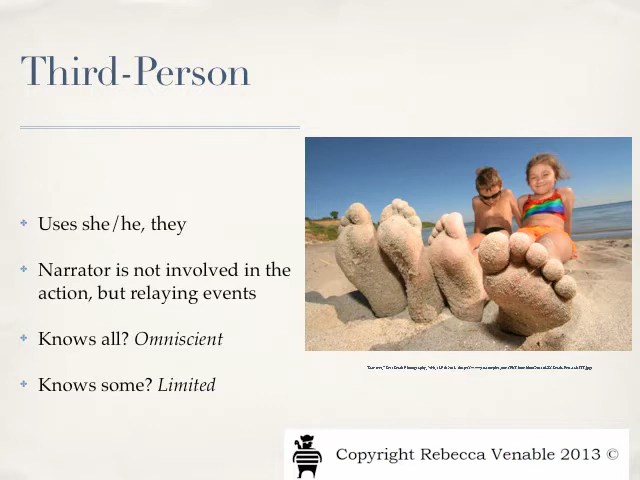 Third-Person
Uses she/he, they
Narrator is not involved in the
action, but relaying events
Knows all? Omniscient
Knows some? Limited
Copyright Rebecca Venable 2013 ©